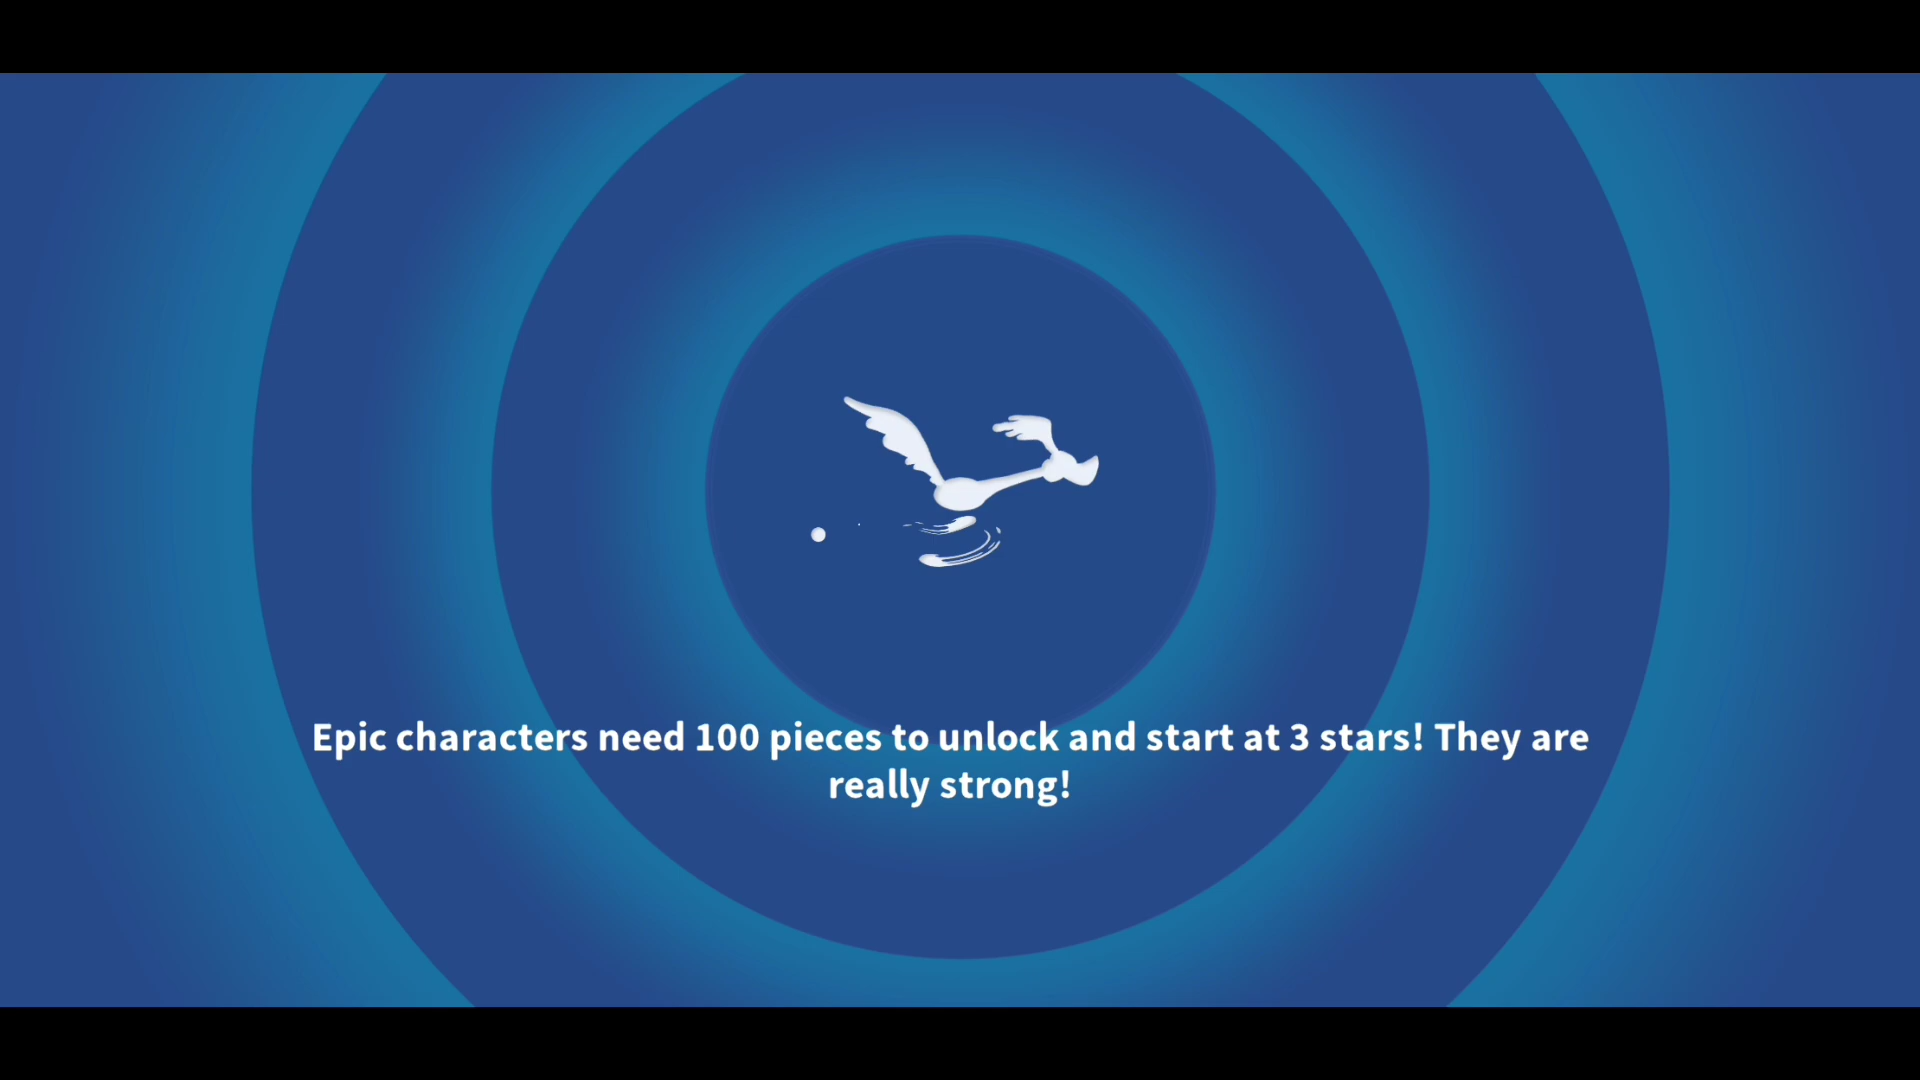 Epic characters need 100 pieces to unlock and start at 3 stars! They are
really strong!